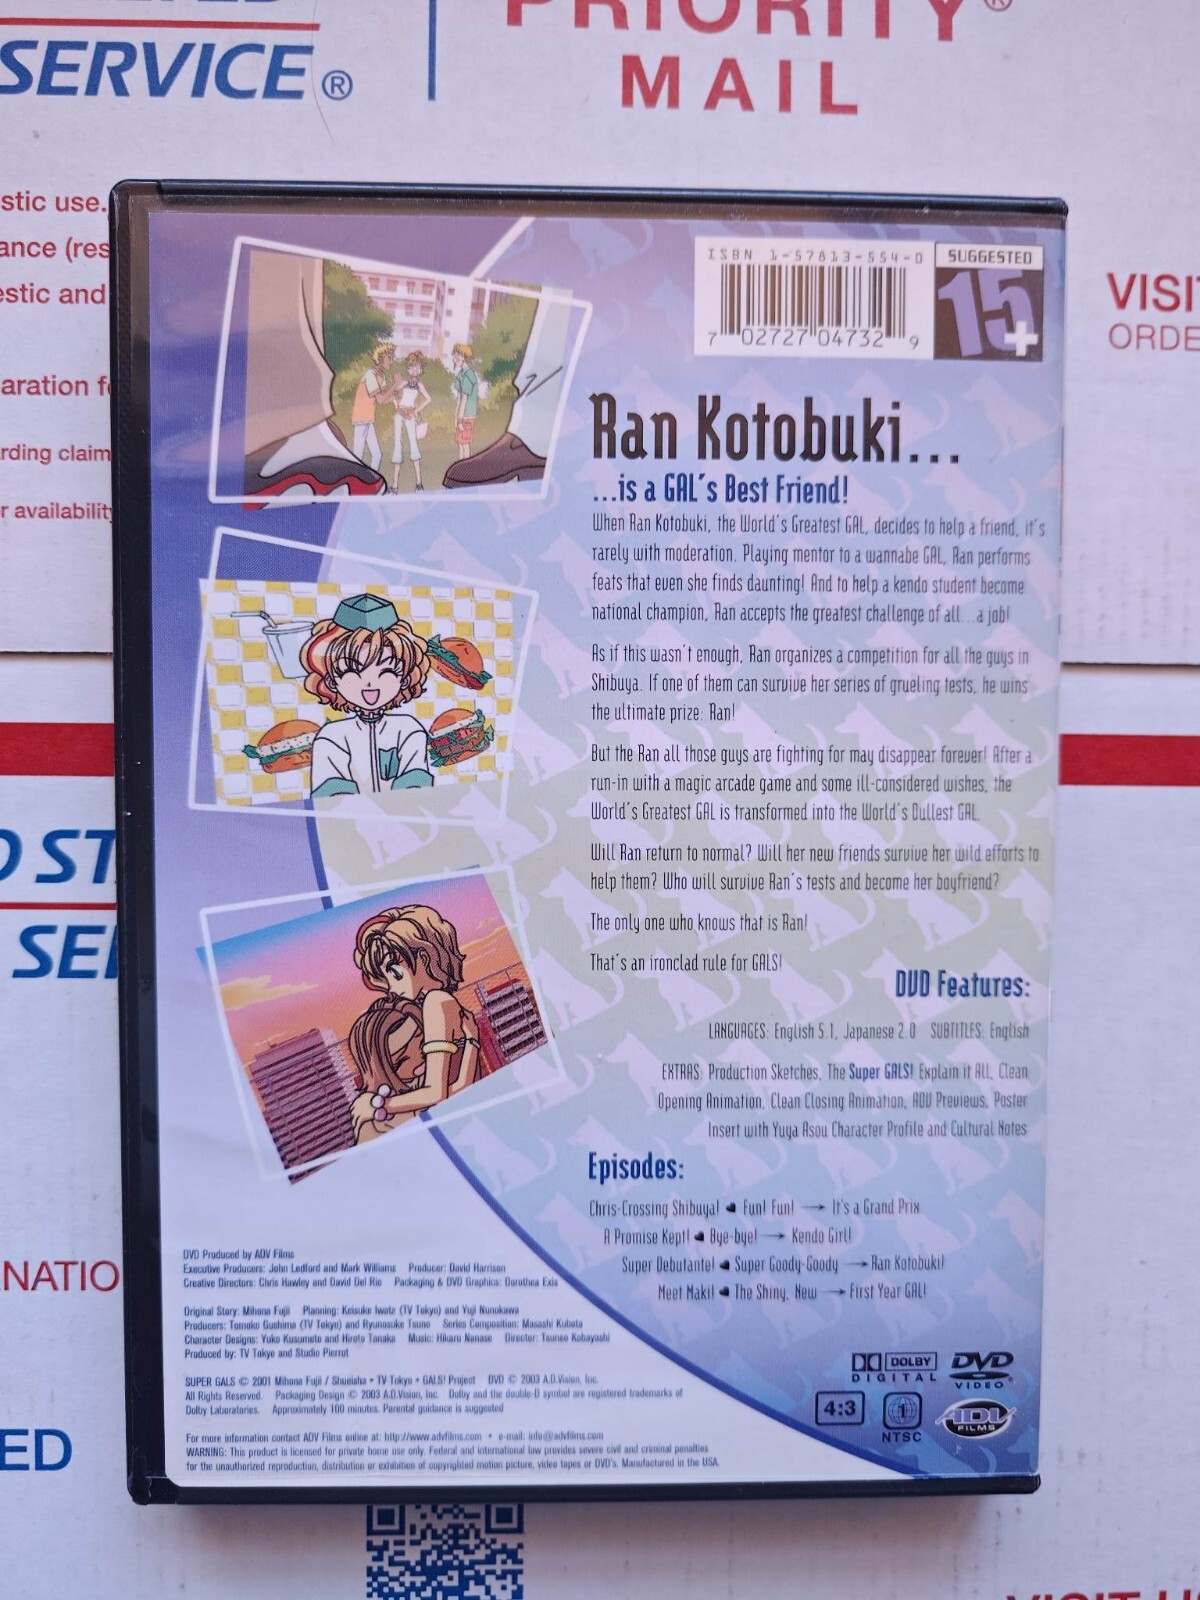 SERVICE®
PRIORITY®
MAIL
stic use.
ance (res
estic and
aration f
rding claim
r availability
VISIT
ORDE
ISBN 1-57813-554-0
7 02727 04732 9
SUGGESTED
15+
Ran Kotobuki...
...is a GAL's Best Friend!
When Ran Kotobuki, the World's Greatest GAL, decides to help a friend, it's
rarely with moderation. Playing mentor to a wannabe GAL, Ran performs
feats that even she finds daunting! And to help a kendo student become
national champion, Ran accepts the greatest challenge of all...a job!
As if this wasn't enough, Ran organizes a competition for all the guys in
Shibuya. If one of them can survive her series of grueling tests, he wins
the ultimate prize: Ran!
But the Ran all those guys are fighting for may disappear forever! After a
run-in with a magic arcade game and some ill-considered wishes, the
World's Greatest GAL is transformed into the World's Dullest GAL.
Will Ran return to normal? Will her new friends survive her wild efforts to
help them? Who will survive Ran's tests and become her boyfriend?
The only one who knows that is Ran!
That's an ironclad rule for GALS!
DVD Features:
LANGUAGES: English 5.1, Japanese 2.0 SUBTITLES: English
EXTRAS: Production Sketches, The Super GALS! Explain it All, Clean
Opening Animation, Clean Closing Animation, ADV Previews, Poster
Insert with Yuya Asou Character Profile and Cultural Notes
Episodes:
Chris-Crossing Shibuya! Fun! Fun! → It's a Grand Prix
A Promise Kept! Bye-bye! → Kendo Girl!
Super Debutante! Super Goody-Goody → Ran Kotobuki!
Meet Maki! The Shiny, New → First Year GAL!
DVD Produced by ADV Films
Executive Producers: John Ledford and Mark Williams Producer: David Harrison
Creative Directors: Chris Hawley and David Del Rio Packaging & DVD Graphics: Dorothea Exis
Original Story: Mihona Fujii Planning: Keisuke Iwata (TV Tokyo) and Yuji Nunokawa
Producers: Tomoko Gushima (TV Tokyo) and Ryunosuke Tsuno Series Composition: Masashi Kubota
Character Designs: Yuko Kusumoto and Hiroto Tanaka Music: Hikaru Nanase Director: Tsuneo Kobayashi
Produced by: TV Tokyo and Studio Pierrot
SUPER GALS © 2001 Mihona Fujii / Shueisha • TV Tokyo • GALS! Project DVD © 2003 A.D.Vision, Inc.
All Rights Reserved. Packaging Design © 2003 A.D.Vision, Inc. Dolby and the double-D symbol are registered trademarks of
Dolby Laboratories. Approximately 100 minutes. Parental guidance is suggested
For more information contact ADV Films online at: http://www.advfilms.com • e-mail: info@advfilms.com
WARNING: This product is licensed for private home use only. Federal and international law provides severe civil and criminal penalties
for the unauthorized reproduction, distribution or exhibition of copyrighted motion picture, video tapes or DVD's. Manufactured in the USA.
DOLBY
DIGITAL
DVD
VIDEO
4:3
1
NTSC
ADV
FILMS
D ST
SE
NATIO
ED